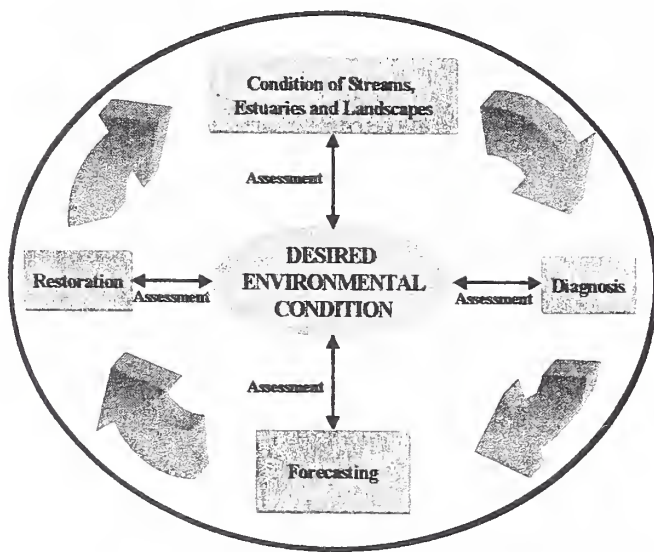 Condition of Streams,
Estuaries and Landscapes
Assessment
DESIRED
ENVIRONMENTAL
CONDITION
Restoration
Assessment
Assessment
Diagnosis
Assessment
Forecasting